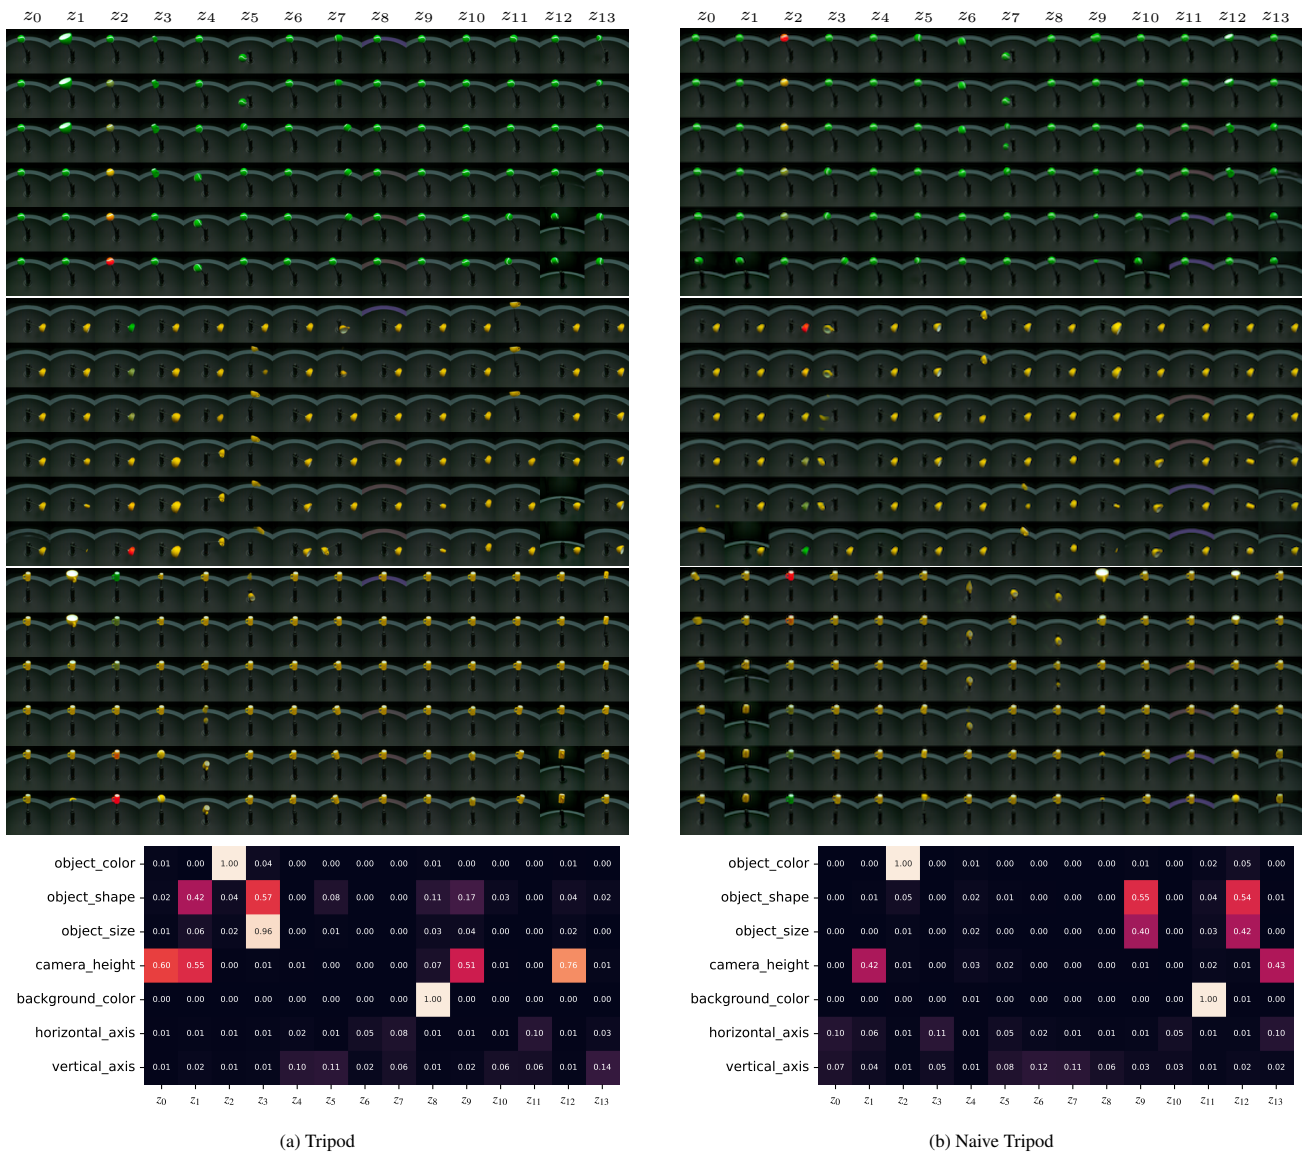 z0 z1 z2 z3 z4 z5 z6 z7 z8 z9 z10 z11 z12 z13
z0 z1 z2 z3 z4 z5 z6 z7 z8 z9 z10 z11 z12 z13
object_color 0.01 0.00 1.00 0.04 0.00 0.00 0.00 0.00 0.01 0.00 0.00 0.00 0.01 0.00
object_shape 0.02 0.42 0.04 0.57 0.00 0.08 0.00 0.00 0.11 0.17 0.03 0.00 0.04 0.02
object_size 0.01 0.06 0.02 0.96 0.00 0.01 0.00 0.00 0.03 0.04 0.00 0.00 0.02 0.00
camera_height 0.60 0.55 0.00 0.01 0.01 0.00 0.00 0.00 0.07 0.51 0.00 0.00 0.76 0.01
background_color 0.00 0.00 0.00 0.00 0.00 0.00 0.00 0.00 1.00 0.00 0.00 0.00 0.00 0.00
horizontal_axis 0.01 0.01 0.01 0.01 0.02 0.01 0.05 0.08 0.01 0.01 0.00 0.10 0.01 0.03
vertical_axis 0.01 0.02 0.01 0.01 0.10 0.11 0.02 0.06 0.01 0.02 0.06 0.06 0.01 0.14
z0 z1 z2 z3 z4 z5 z6 z7 z8 z9 z10 z11 z12 z13
(a) Tripod
object_color 0.00 0.00 1.00 0.00 0.01 0.00 0.00 0.00 0.00 0.01 0.00 0.02 0.05 0.00
object_shape 0.00 0.01 0.05 0.00 0.02 0.01 0.00 0.00 0.00 0.55 0.00 0.04 0.54 0.01
object_size 0.00 0.00 0.01 0.00 0.00 0.00 0.00 0.00 0.00 0.40 0.00 0.03 0.42 0.00
camera_height 0.00 0.42 0.01 0.00 0.03 0.02 0.00 0.00 0.00 0.01 0.00 0.02 0.01 0.43
background_color 0.00 0.00 0.01 0.00 0.00 0.00 0.00 0.00 0.00 0.00 0.00 1.00 0.01 0.00
horizontal_axis 0.10 0.06 0.01 0.11 0.01 0.05 0.02 0.01 0.01 0.01 0.05 0.01 0.01 0.10
vertical_axis 0.07 0.04 0.01 0.05 0.01 0.08 0.12 0.11 0.06 0.03 0.03 0.01 0.02 0.02
z0 z1 z2 z3 z4 z5 z6 z7 z8 z9 z10 z11 z12 z13
(b) Naive Tripod